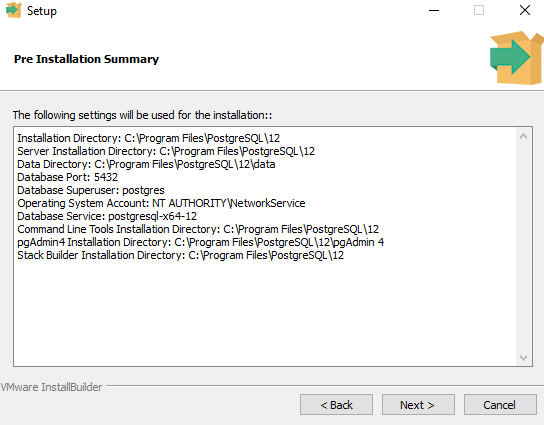 Setup
Pre Installation Summary
The following settings will be used for the installation::
Installation Directory: C:\Program Files\PostgreSQL\12
Server Installation Directory: C:\Program Files\PostgreSQL\12
Data Directory: C:\Program Files\PostgreSQL\12\data
Database Port: 5432
Database Superuser: postgres
Operating System Account: NT AUTHORITY\NetworkService
Database Service: postgresql-x64-12
Command Line Tools Installation Directory: C:\Program Files\PostgreSQL\12
pgAdmin4 Installation Directory: C:\Program Files\PostgreSQL\12\pgAdmin 4
Stack Builder Installation Directory: C:\Program Files\PostgreSQL\12
VMware InstallBuilder
< Back
Next >
Cancel